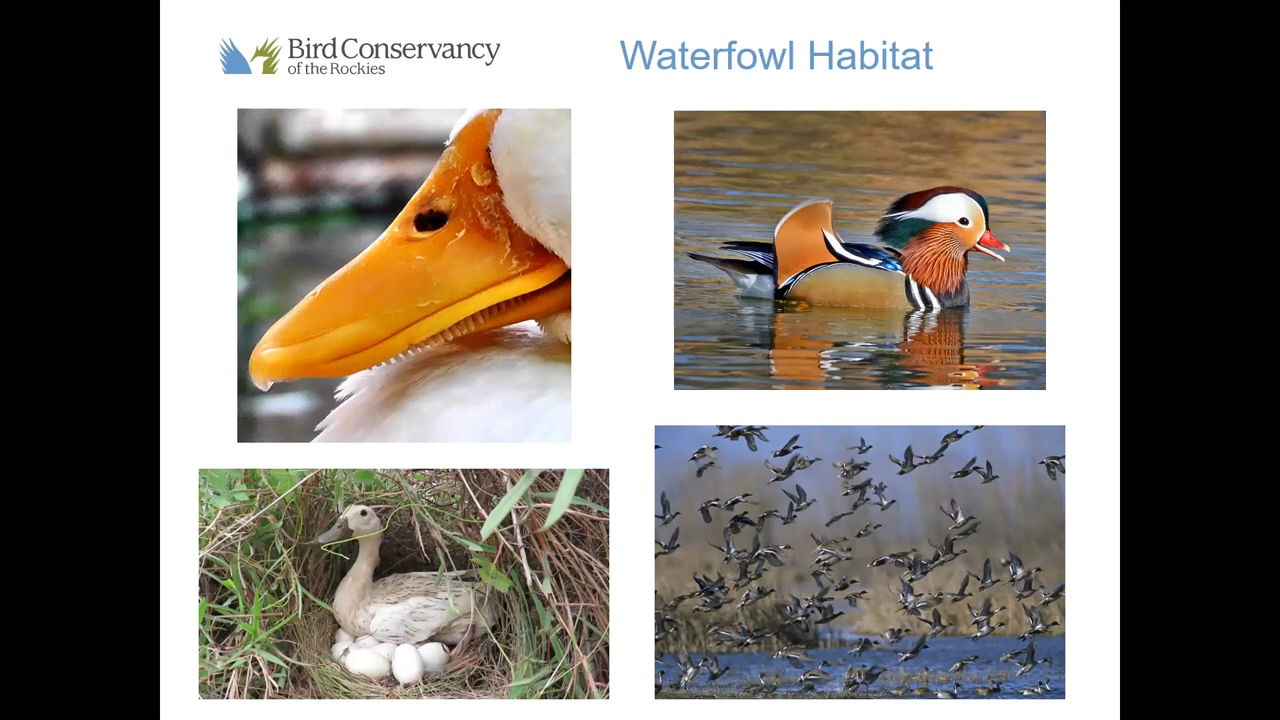 Bird Conservancy
of the Rockies
Waterfowl Habitat